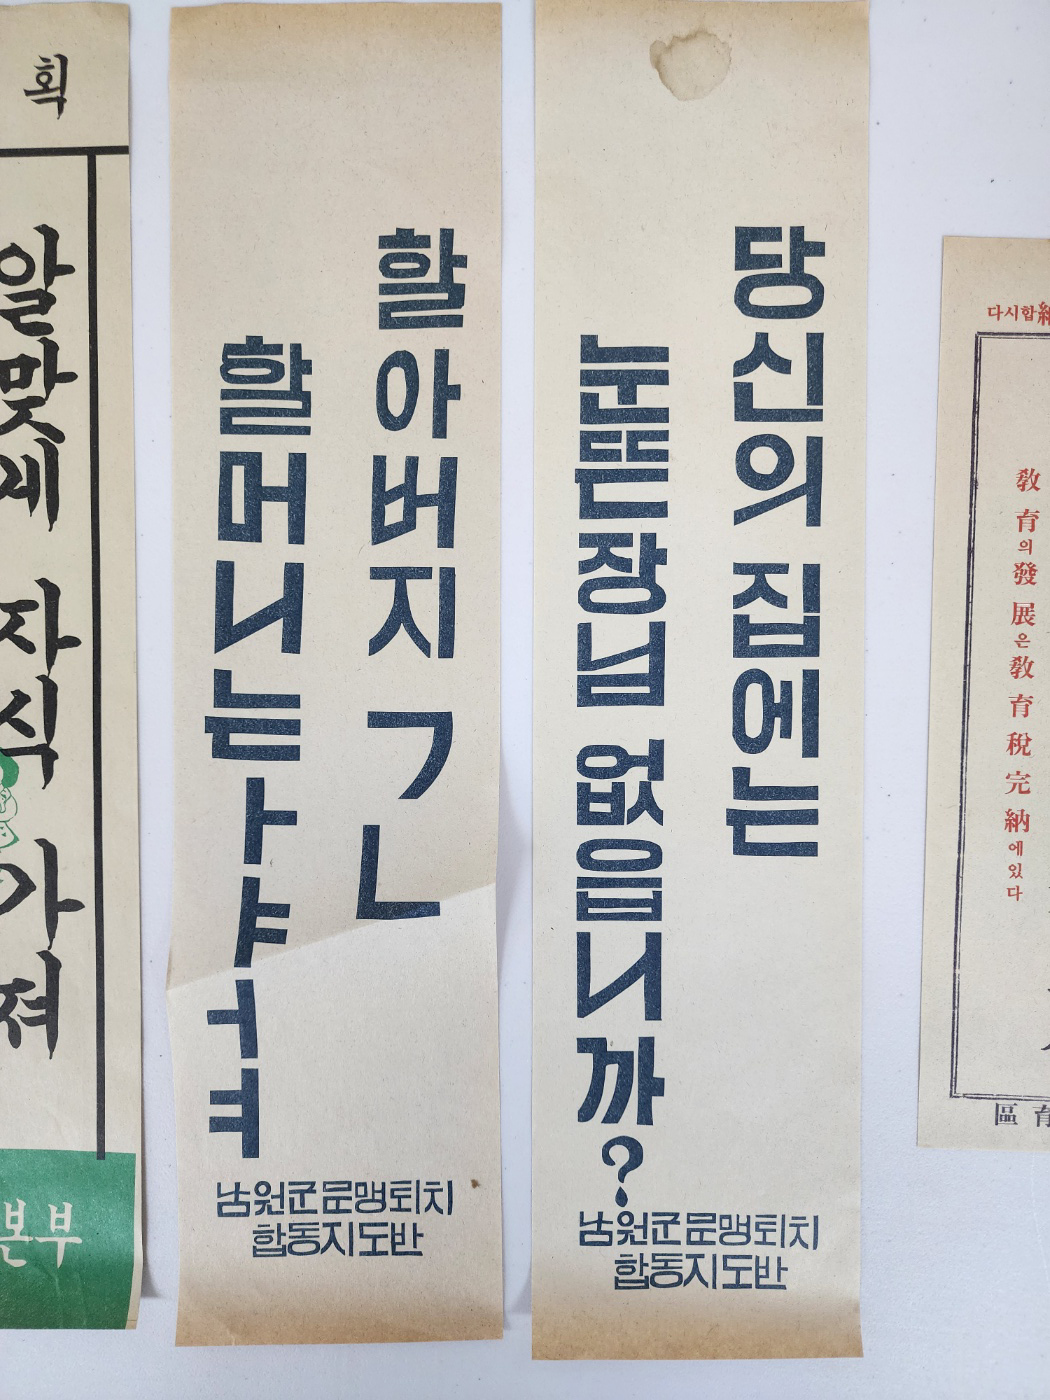 획
알맞게 자식 가져
본부
할아버지 ㄱㄴ
할머니는 ㅏㅑㅓㅕ
남원군문맹퇴치
합동지도반
당신의 집에는
눈뜬장님 없읍니까?
남원군문맹퇴치
합동지도반
다시합
敎育의 發展은 敎育稅完納에있다
區育